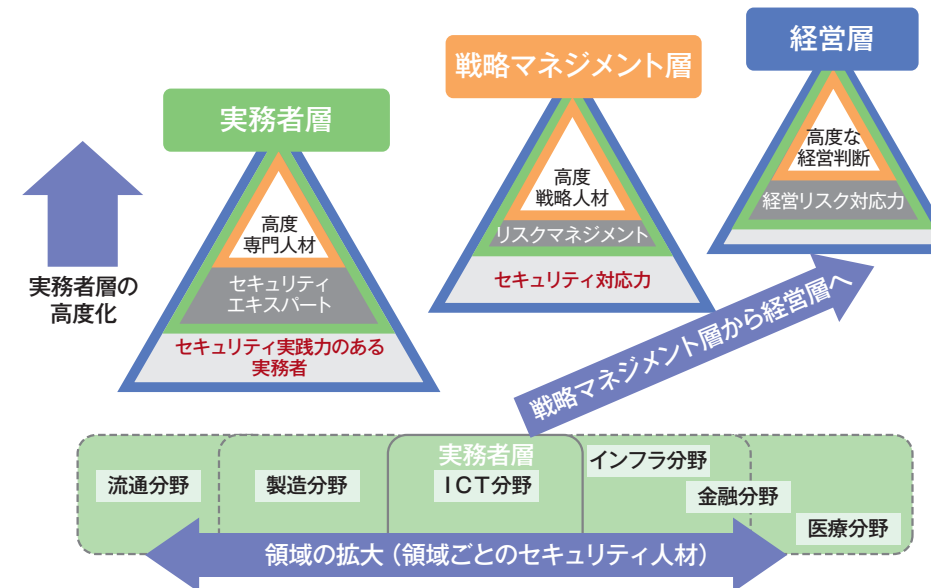 経営層
戦略マネジメント層
実務者層
高度な
経営判断
経営リスク対応力
高度
戦略人材
リスクマネジメント
セキュリティ対応力
高度
専門人材
セキュリティ
エキスパート
セキュリティ実践力のある
実務者
実務者層の
高度化
戦略マネジメント層から経営層へ
実務者層
流通分野
製造分野
ICT分野
インフラ分野
金融分野
医療分野
領域の拡大（領域ごとのセキュリティ人材）